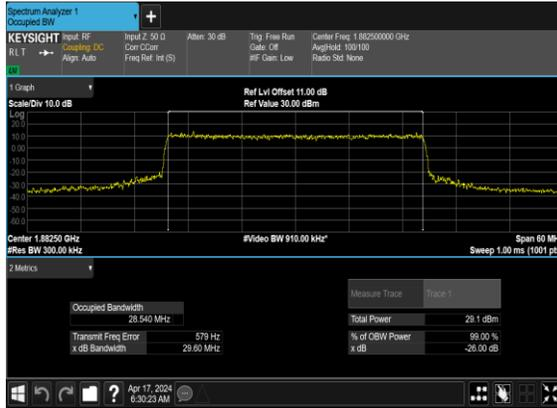 Spectrum Analyzer 1
Occupied BW
+
KEYSIGHT Input: RF Input Z: 50 Ω Atten: 30 dB Trig: Free Run Center Freq: 1.882500000 GHz
RLT Coupling: DC Corr CCorr Gate: Off Avg|Hold: 100/100
Align: Auto Freq Ref: Int (S) #IF Gain: Low Radio Std: None
1 Graph
Ref Lvl Offset 11.00 dB
Scale/Div 10.0 dB Ref Value 30.00 dBm
Log
20.0
10.0
0.00
-10.0
-20.0
-30.0
-40.0
-50.0
-60.0
Center 1.88250 GHz #Video BW 910.00 kHz* Span 60 MH
#Res BW 300.00 kHz Sweep 1.00 ms (1001 pt
2 Metrics
Measure Trace Trace 1
Occupied Bandwidth
28.540 MHz Total Power 29.1 dBm
Transmit Freq Error 579 Hz % of OBW Power 99.00 %
x dB Bandwidth 29.60 MHz x dB -26.00 dB
? Apr 17, 2024
6:30:23 AM